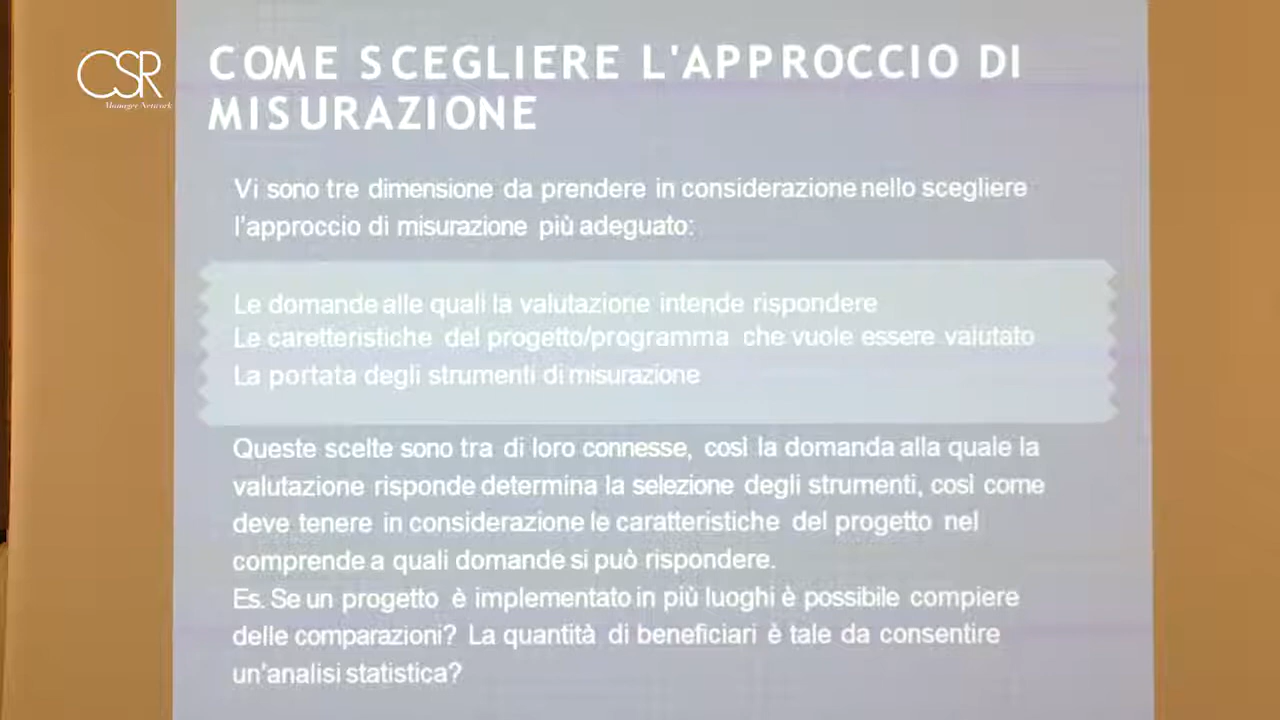 CSR
Manager Network
COME SCEGLIERE L'APPROCCIO DI
MISURAZIONE
Vi sono tre dimensione da prendere in considerazione nello scegliere
l'approccio di misurazione più adeguato:
Le domande alle quali la valutazione intende rispondere
Le caretteristiche del progetto/programma che vuole essere valutato
La portata degli strumenti di misurazione
Queste scelte sono tra di loro connesse, così la domanda alla quale la
valutazione risponde determina la selezione degli strumenti, così come
deve tenere in considerazione le caratteristiche del progetto nel
comprende a quali domande si può rispondere.
Es. Se un progetto è implementato in più luoghi è possibile compiere
delle comparazioni? La quantità di beneficiari è tale da consentire
un'analisi statistica?